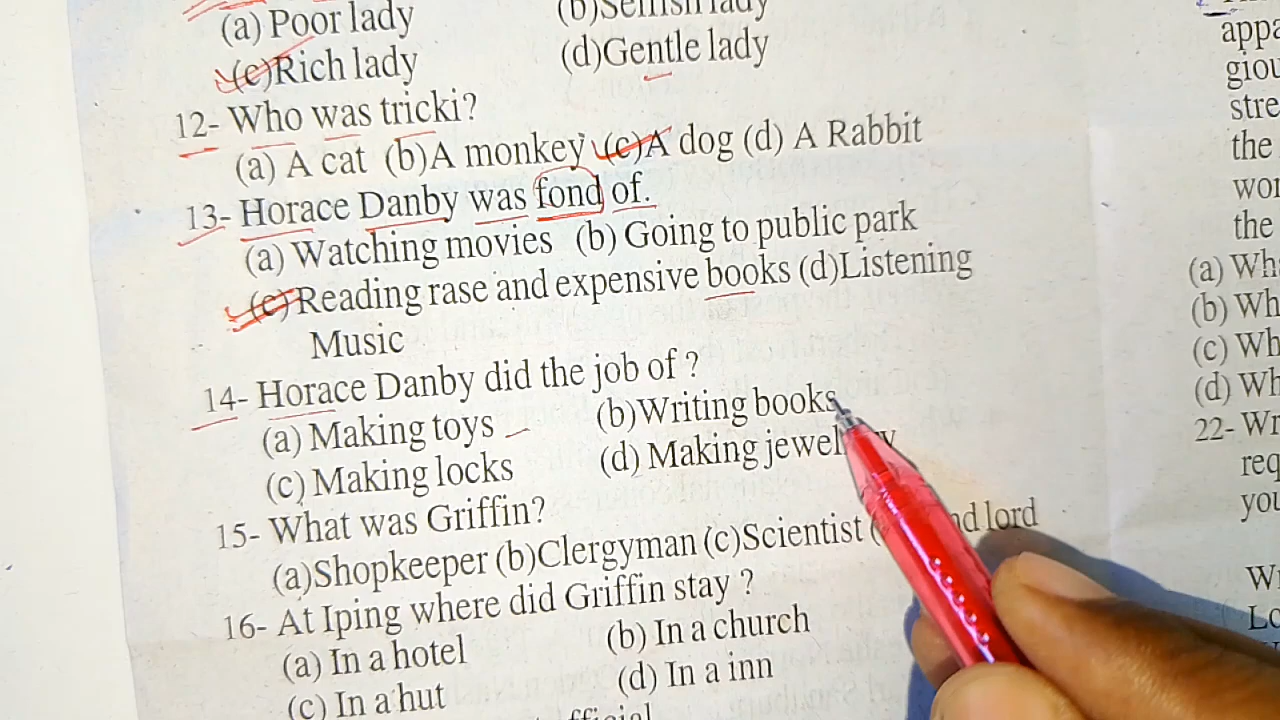 (a) Poor lady
(b)Selfish lady
(c)Rich lady
(d)Gentle lady
12- Who was tricki?
(a) A cat (b)A monkey (c)A dog (d) A Rabbit
13- Horace Danby was fond of.
(a) Watching movies (b) Going to public park
(c)Reading rase and expensive books (d)Listening
Music
14- Horace Danby did the job of ?
(a) Making toys (b)Writing books
(c) Making locks (d) Making jewel
15- What was Griffin?
(a)Shopkeeper (b)Clergyman (c)Scientist lord
16- At Iping where did Griffin stay ?
(a) In a hotel (b) In a church
(c) In a hut (d) In a inn
appa
giou
stre
the
wor
the
(a) Wh
(b) Wh
(c) Wh
(d) Wh
22- Wr
req
you
Wr
Lo